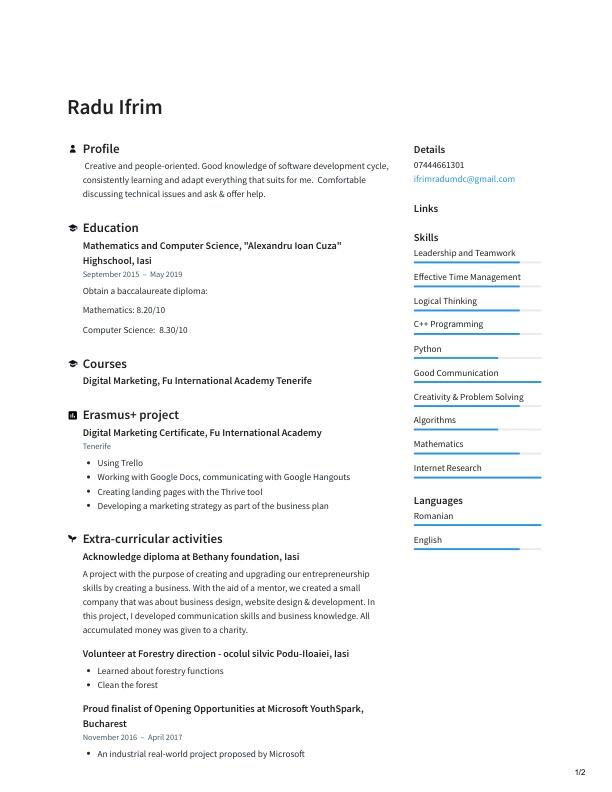 Radu Ifrim
Profile
Creative and people-oriented. Good knowledge of software development cycle,
consistently learning and adapt everything that suits for me. Comfortable
discussing technical issues and ask & offer help.
Education
Mathematics and Computer Science, "Alexandru Ioan Cuza"
Highschool, Iasi
September 2015 – May 2019
Obtain a baccalaureate diploma:
Mathematics: 8.20/10
Computer Science: 8.30/10
Courses
Digital Marketing, Fu International Academy Tenerife
Erasmus+ project
Digital Marketing Certificate, Fu International Academy
Tenerife
• Using Trello
• Working with Google Docs, communicating with Google Hangouts
• Creating landing pages with the Thrive tool
• Developing a marketing strategy as part of the business plan
Extra-curricular activities
Acknowledge diploma at Bethany foundation, Iasi
A project with the purpose of creating and upgrading our entrepreneurship
skills by creating a business. With the aid of a mentor, we created a small
company that was about business design, website design & development. In
this project, I developed communication skills and business knowledge. All
accumulated money was given to a charity.
Volunteer at Forestry direction - ocolul silvic Podu-Iloaiei, Iasi
• Learned about forestry functions
• Clean the forest
Proud finalist of Opening Opportunities at Microsoft YouthSpark,
Bucharest
November 2016 – April 2017
• An industrial real-world project proposed by Microsoft
Details
07444661301
ifrimradumdc@gmail.com
Links
Skills
Leadership and Teamwork
Effective Time Management
Logical Thinking
C++ Programming
Python
Good Communication
Creativity & Problem Solving
Algorithms
Mathematics
Internet Research
Languages
Romanian
English
1/2